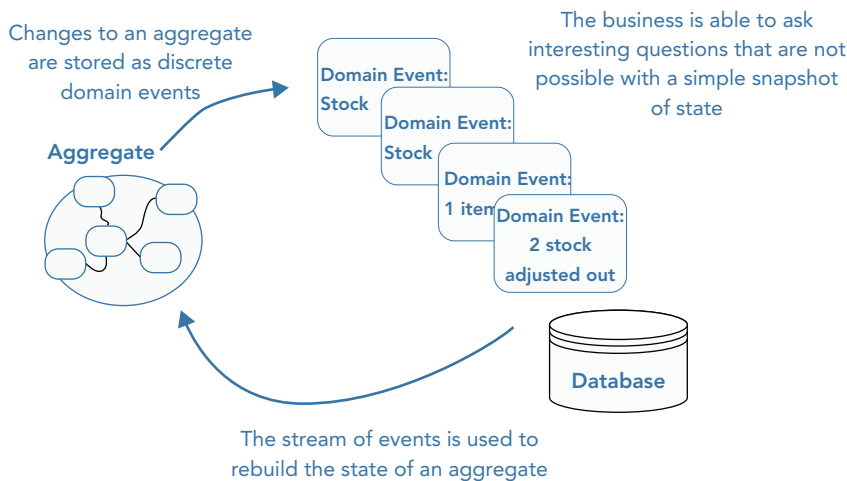 Changes to an aggregate
are stored as discrete
domain events
The business is able to ask
interesting questions that are not
possible with a simple snapshot
of state
Domain Event:
Stock
Domain Event:
Stock
Domain Event:
1 item
Domain Event:
2 stock
adjusted out
Aggregate
Database
The stream of events is used to
rebuild the state of an aggregate